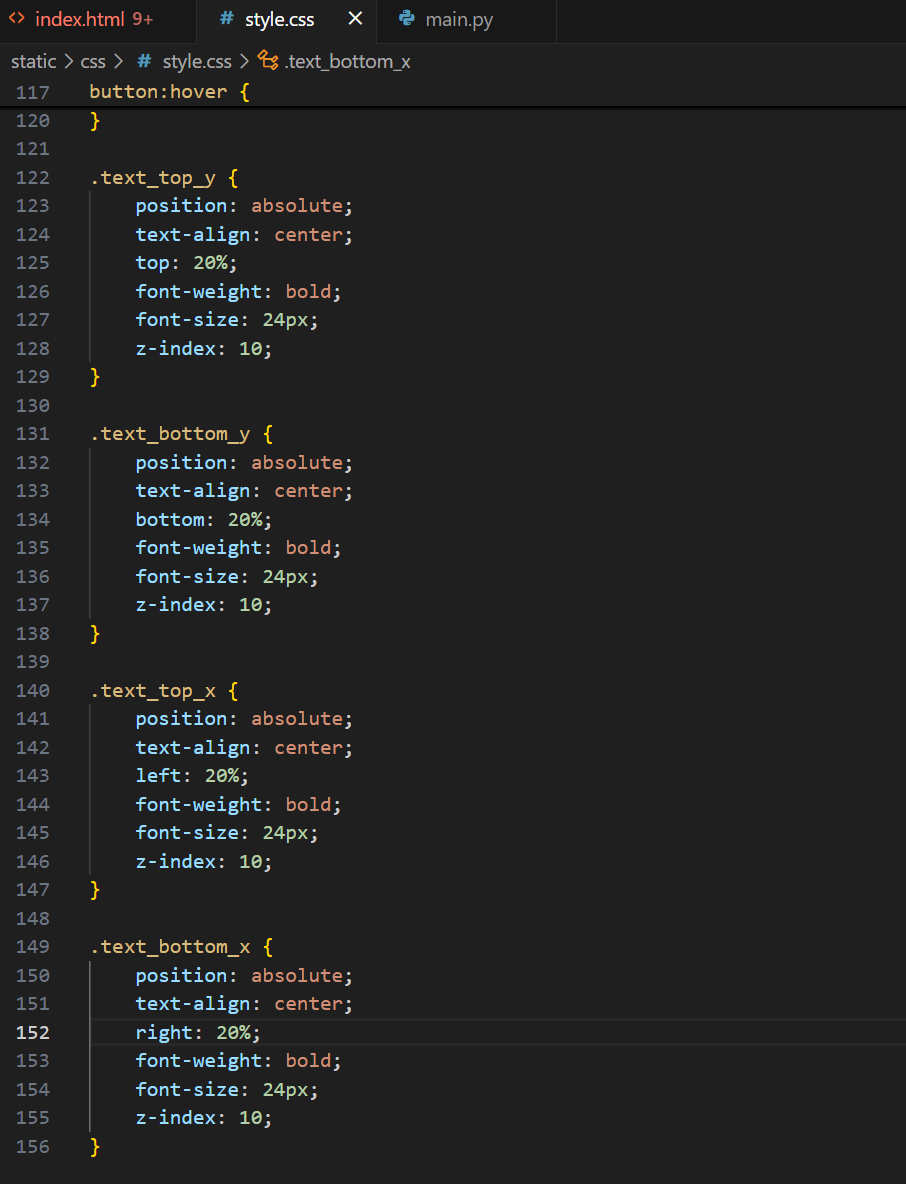 index.html 9+ # style.css × main.py
static > css > # style.css > .text_bottom_x
117 button:hover {
120 }
121
122 .text_top_y {
123 position: absolute;
124 text-align: center;
125 top: 20%;
126 font-weight: bold;
127 font-size: 24px;
128 z-index: 10;
129 }
130
131 .text_bottom_y {
132 position: absolute;
133 text-align: center;
134 bottom: 20%;
135 font-weight: bold;
136 font-size: 24px;
137 z-index: 10;
138 }
139
140 .text_top_x {
141 position: absolute;
142 text-align: center;
143 left: 20%;
144 font-weight: bold;
145 font-size: 24px;
146 z-index: 10;
147 }
148
149 .text_bottom_x {
150 position: absolute;
151 text-align: center;
152 right: 20%;
153 font-weight: bold;
154 font-size: 24px;
155 z-index: 10;
156 }